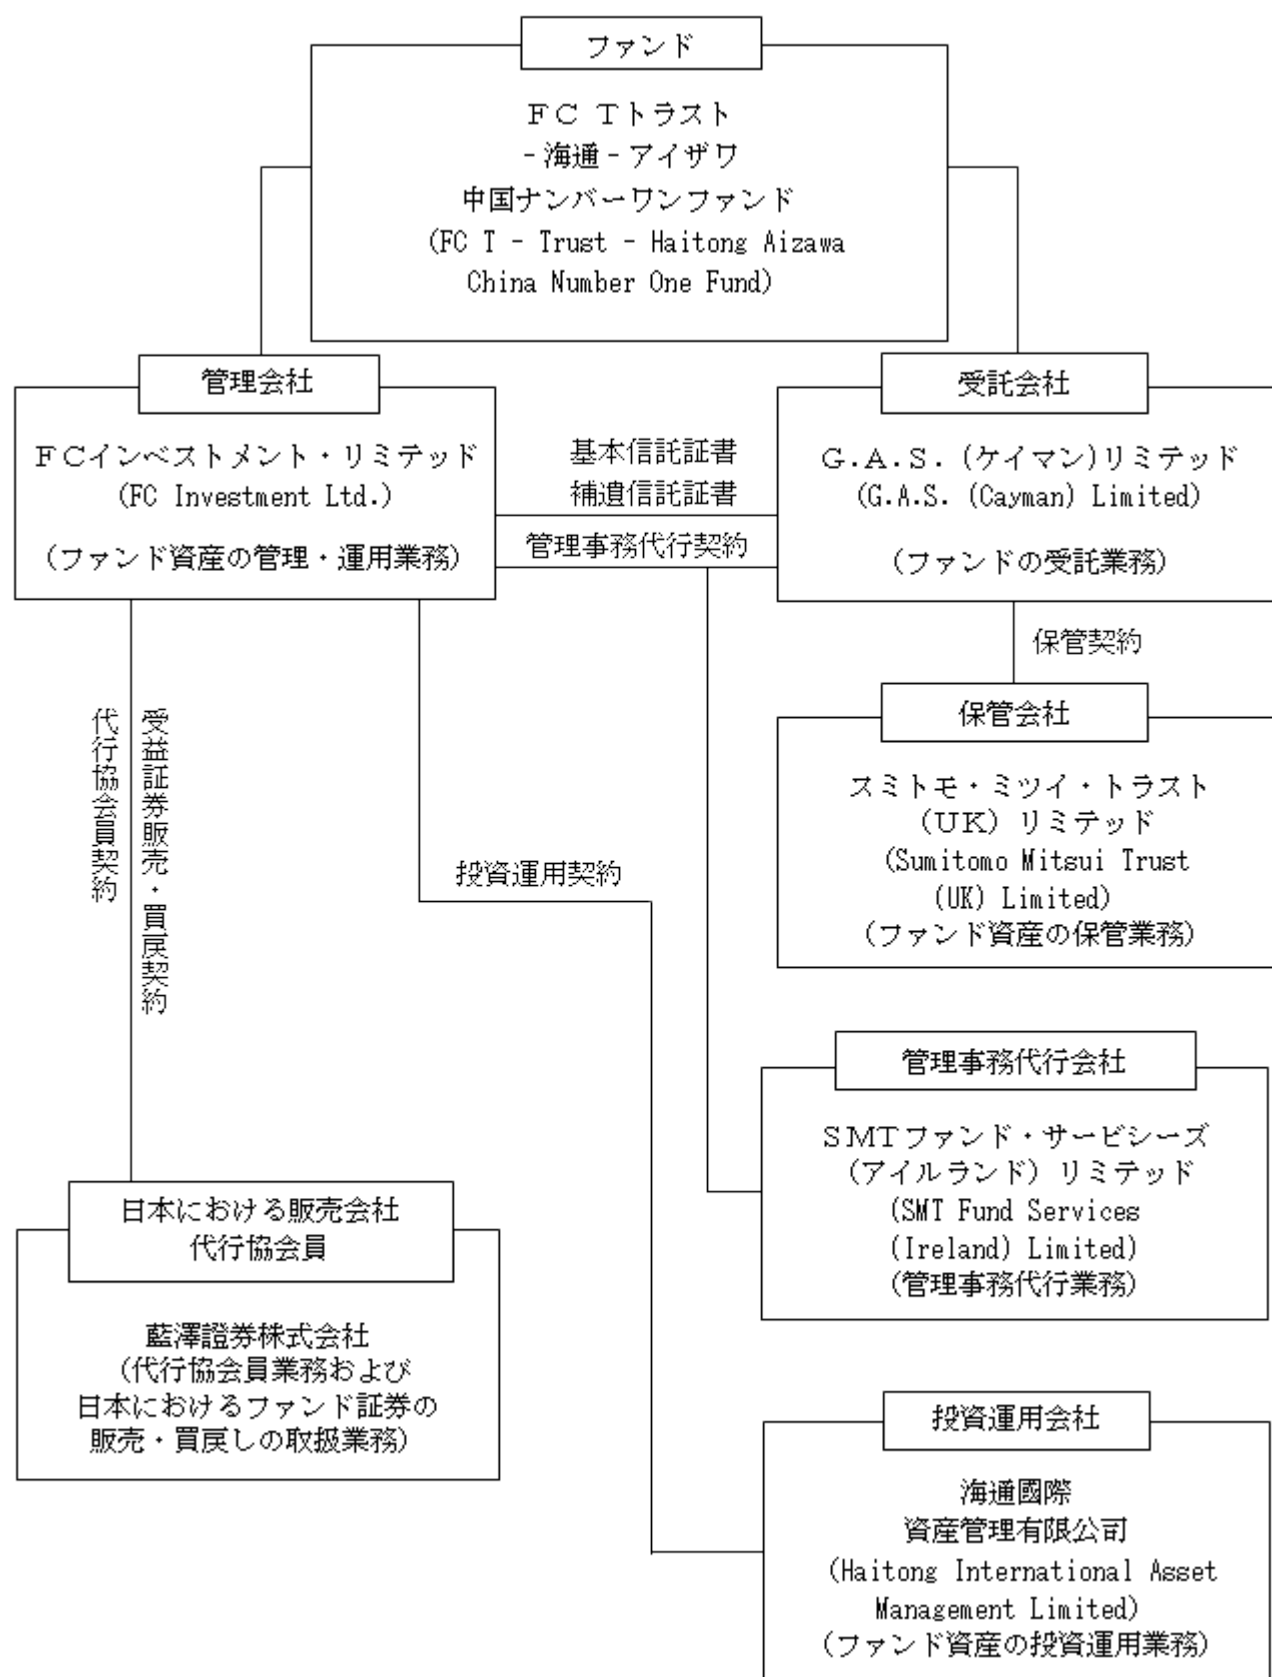 ファンド
FC Tトラスト
-海通-アイザワ
中国ナンバーワンファンド
(FC T - Trust - Haitong Aizawa
China Number One Fund)
管理会社
FCインベストメント・リミテッド
(FC Investment Ltd.)
(ファンド資産の管理・運用業務)
基本信託証書
補遺信託証書
管理事務代行契約
受託会社
G.A.S.(ケイマン)リミテッド
(G.A.S. (Cayman) Limited)
(ファンドの受託業務)
保管契約
保管会社
スミトモ・ミツイ・トラスト
(UK)リミテッド
(Sumitomo Mitsui Trust
(UK) Limited)
(ファンド資産の保管業務)
受益証券販売・買戻契約
代行協会員契約
投資運用契約
管理事務代行会社
SMTファンド・サービシーズ
(アイルランド)リミテッド
(SMT Fund Services
(Ireland) Limited)
(管理事務代行業務)
日本における販売会社
代行協会員
藍澤證券株式会社
(代行協会員業務および
日本におけるファンド証券の
販売・買戻しの取扱業務)
投資運用会社
海通國際
資産管理有限公司
(Haitong International Asset
Management Limited)
(ファンド資産の投資運用業務)